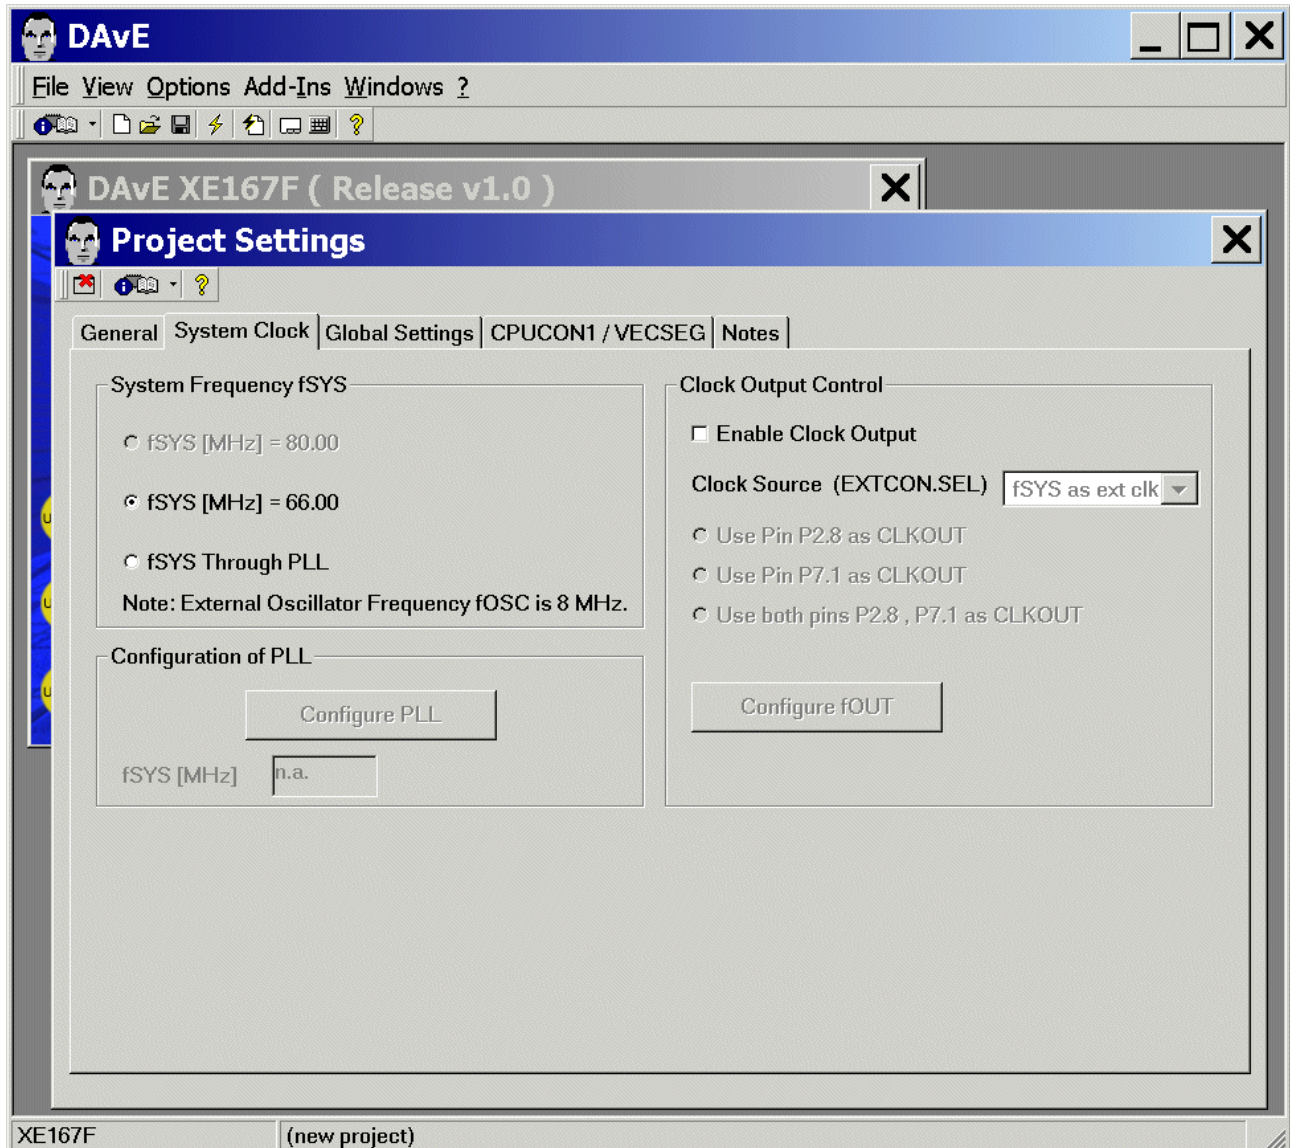 DAvE
File View Options Add-Ins Windows ?
DAvE XE167F ( Release v1.0 )
Project Settings
General System Clock Global Settings CPUCON1 / VECSEG Notes
System Frequency fSYS
fSYS [MHz] = 80.00
fSYS [MHz] = 66.00
fSYS Through PLL
Note: External Oscillator Frequency fOSC is 8 MHz.
Configuration of PLL
Configure PLL
fSYS [MHz] n.a.
Clock Output Control
Enable Clock Output
Clock Source (EXTCON.SEL) fSYS as ext clk
Use Pin P2.8 as CLKOUT
Use Pin P7.1 as CLKOUT
Use both pins P2.8 , P7.1 as CLKOUT
Configure fOUT
XE167F (new project)